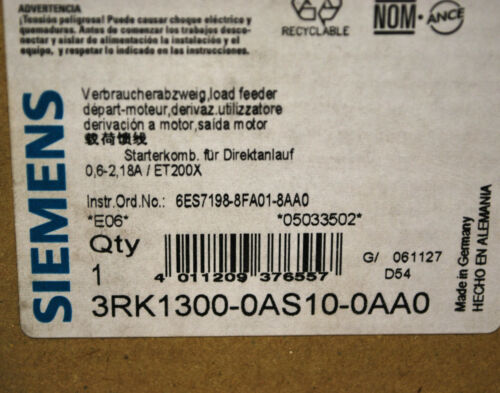 ADVERTENCIA
¡Tensión peligrosa! Puede causar choque eléctrico y
quemaduras. Antes de comenzar los trabajos desco-
nectar y aislar de alimentación la instalación y el
equipo, y respetar lo indicado en las instrucciones.
RECYCLABLE
NOM-ANCE
SIEMENS
Verbraucherabzweig,load feeder
départ-moteur,derivaz.utilizzatore
derivación a motor,saída motor
载荷馈线
Starterkomb. für Direktanlauf
0,6-2,18A / ET200X
Instr.Ord.No.: 6ES7198-8FA01-8AA0
*E06* *05033502*
Qty
1
4 011209 376557
G/ 061127
D54
3RK1300-0AS10-0AA0
Made in Germany
HECHO EN ALEMANIA